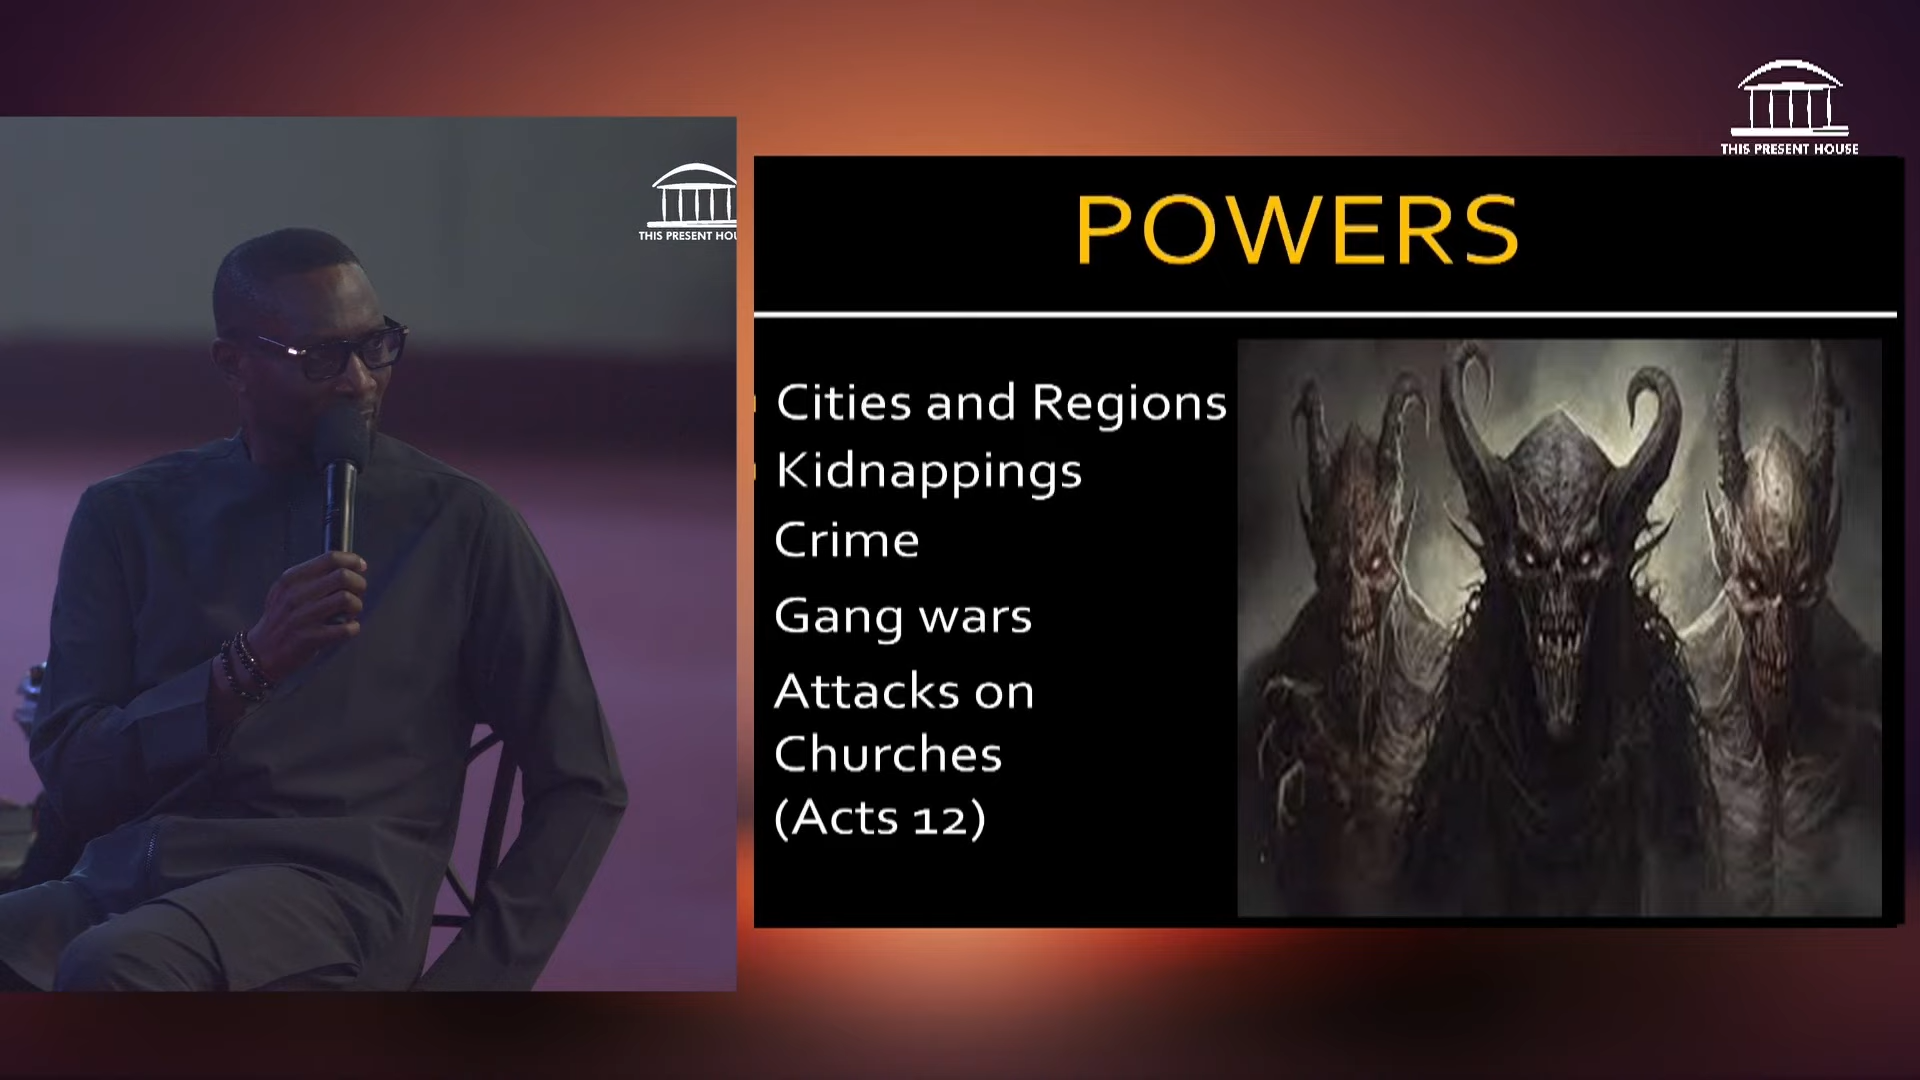 THIS PRESENT HOUSE
THIS PRESENT HOU
POWERS
Cities and Regions
Kidnappings
Crime
Gang wars
Attacks on
Churches
(Acts 12)